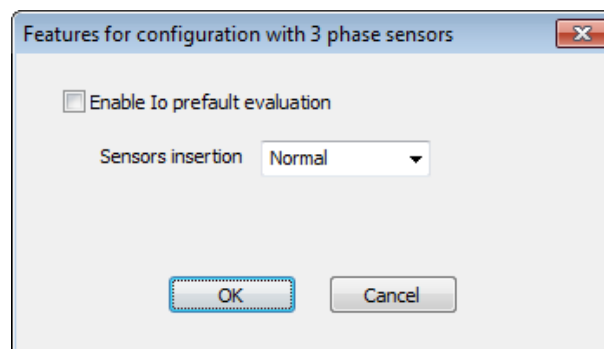 Features for configuration with 3 phase sensors
Enable Io prefault evaluation
Sensors insertion Normal
OK Cancel